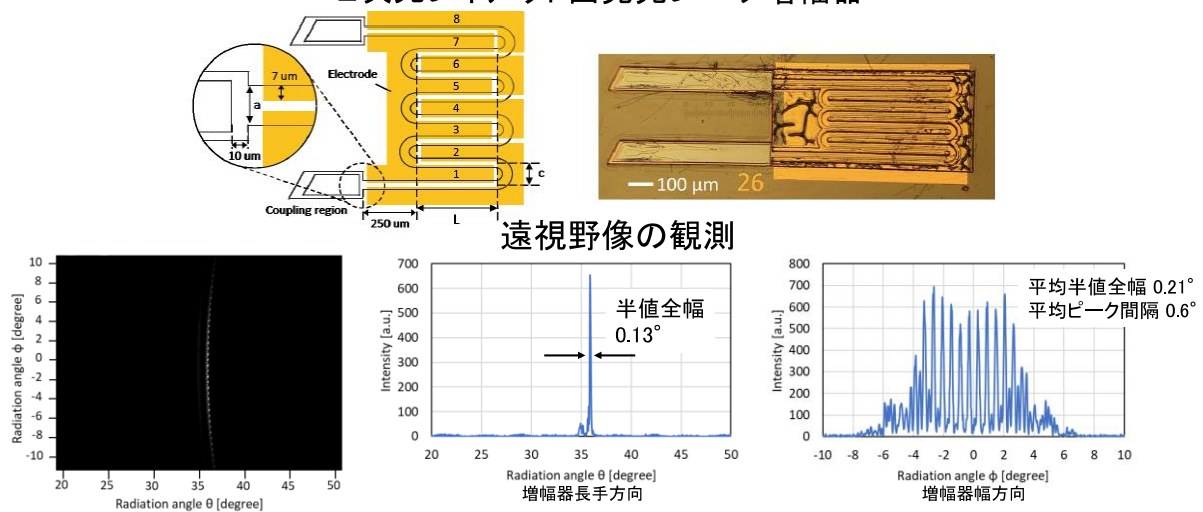 8
7
6
5
4
3
2
1
Electrode
7 um
a
10 um
Coupling region
250 um
L
c
100 μm
26
遠視野像の観測
Radiation angle ϕ [degree]
10
8
6
4
2
0
-2
-4
-6
-8
-10
20 25 30 35 40 45 50
Radiation angle θ [degree]
Intensity [a.u.]
700
600
500
400
300
200
100
0
半値全幅
0.13°
20 25 30 35 40 45 50
Radiation angle θ [degree]
増幅器長手方向
Intensity [a.u.]
800
700
600
500
400
300
200
100
0
平均半値全幅 0.21°
平均ピーク間隔 0.6°
-10 -8 -6 -4 -2 0 2 4 6 8 10
Radiation angle ϕ [degree]
増幅器幅方向